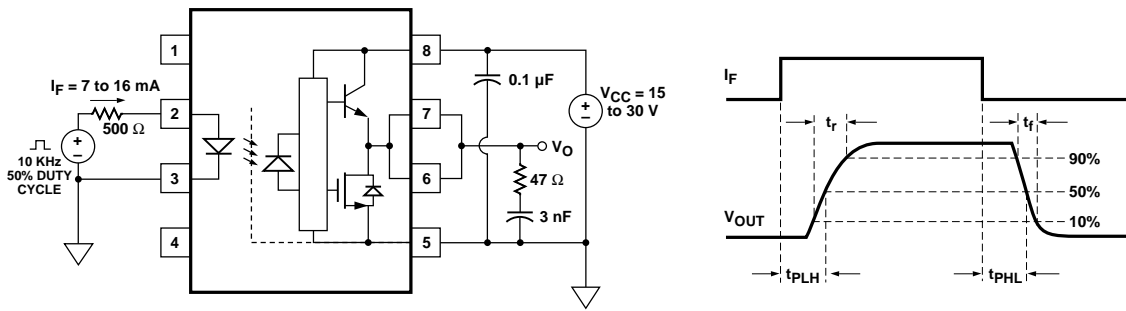 1
8
I_F = 7 to 16 mA
+
−
500 Ω
2
7
10 KHz
50% DUTY
CYCLE
3
6
4
5
0.1 µF
+
−
V_CC = 15
to 30 V
V_O
47 Ω
3 nF
I_F
t_r
t_f
90%
50%
10%
V_OUT
t_PLH
t_PHL